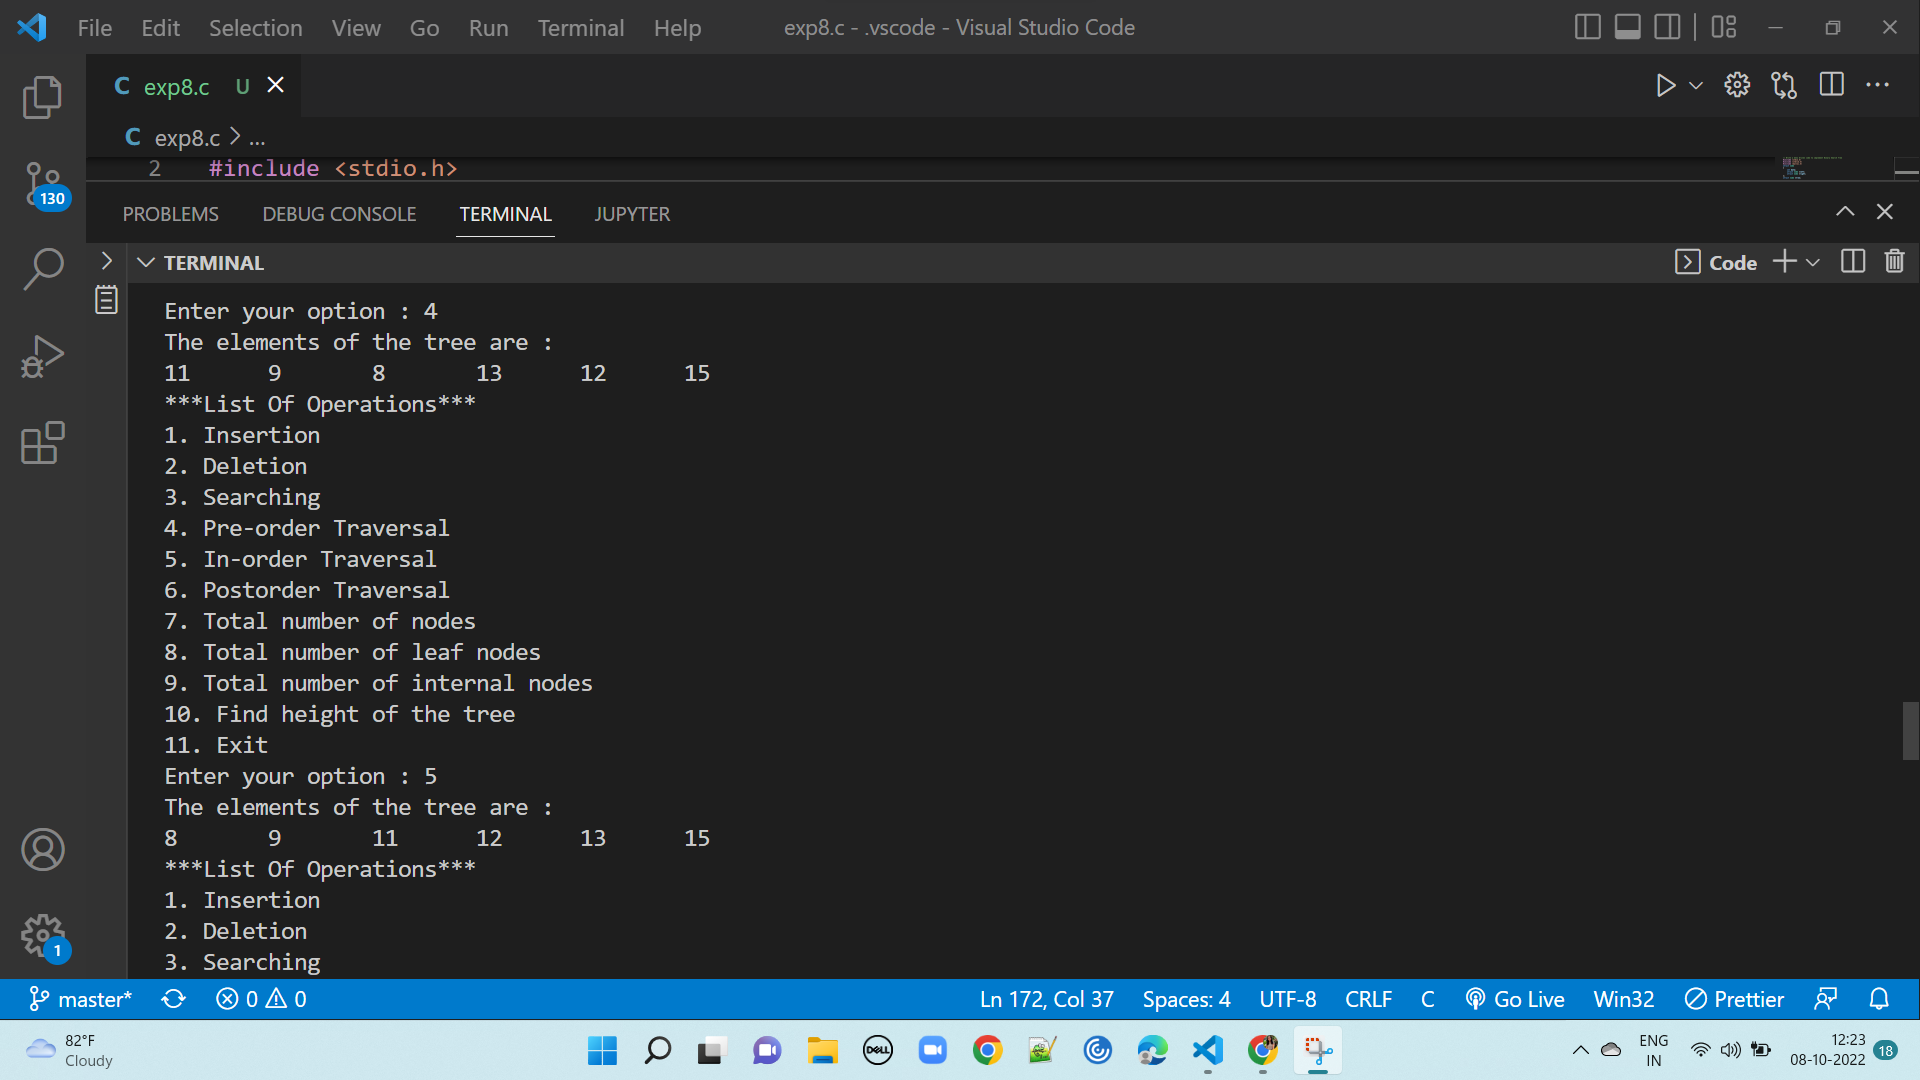 File Edit Selection View Go Run Terminal Help exp8.c - .vscode - Visual Studio Code
C exp8.c U
C exp8.c > ...
130
2 #include <stdio.h>
PROBLEMS DEBUG CONSOLE TERMINAL JUPYTER
TERMINAL Code
Enter your option : 4
The elements of the tree are :
11 9 8 13 12 15
***List Of Operations***
1. Insertion
2. Deletion
3. Searching
4. Pre-order Traversal
5. In-order Traversal
6. Postorder Traversal
7. Total number of nodes
8. Total number of leaf nodes
9. Total number of internal nodes
10. Find height of the tree
11. Exit
Enter your option : 5
The elements of the tree are :
8 9 11 12 13 15
***List Of Operations***
1. Insertion
2. Deletion
1
3. Searching
master* 0 0 Ln 172, Col 37 Spaces: 4 UTF-8 CRLF C Go Live Win32 Prettier
82°F
Cloudy
DELL
ENG
IN
12:23
08-10-2022
18